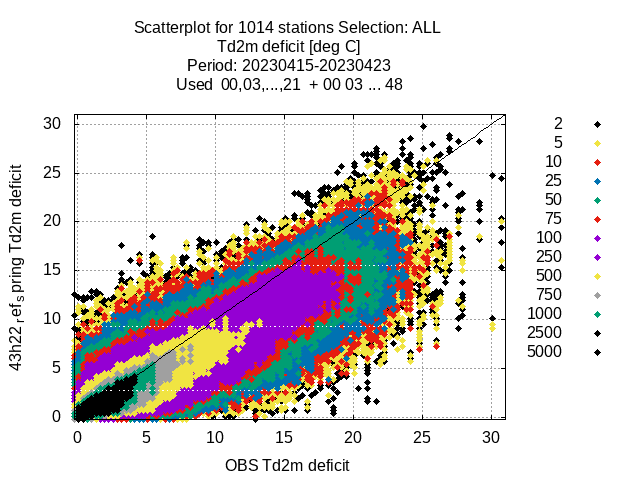 Scatterplot for 1014 stations Selection: ALL
Td2m deficit [deg C]
Period: 20230415-20230423
Used 00,03,...,21 + 00 03 ... 48
30
25
20
15
10
5
0
43h22_ref_spring Td2m deficit
0 5 10 15 20 25 30
OBS Td2m deficit
2
5
10
25
50
75
100
250
500
750
1000
2500
5000